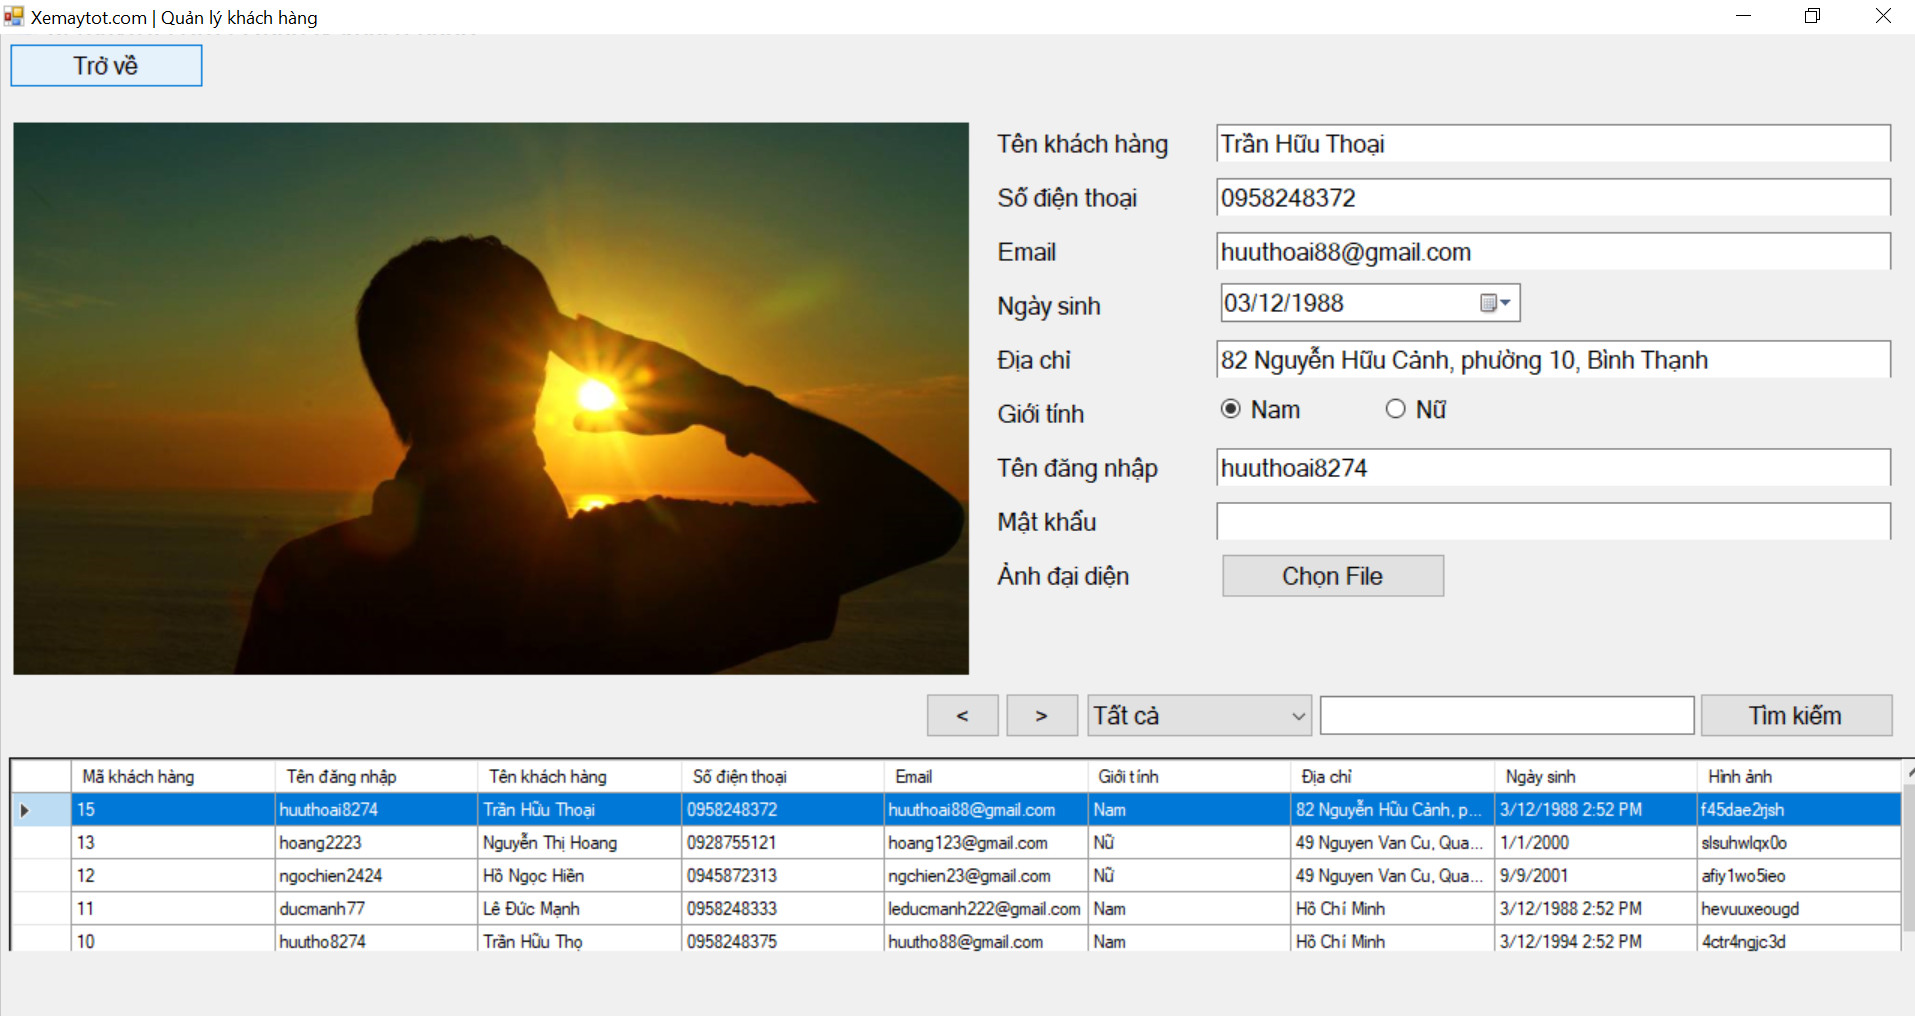 Xemaytot.com | Quản lý khách hàng
Trở về
Tên khách hàng Trần Hữu Thoại
Số điện thoại 0958248372
Email huuthoai88@gmail.com
Ngày sinh 03/12/1988
Địa chỉ 82 Nguyễn Hữu Cảnh, phường 10, Bình Thạnh
Giới tính Nam Nữ
Tên đăng nhập huuthoai8274
Mật khẩu
Ảnh đại diện Chọn File
< > Tất cả Tìm kiếm
Mã khách hàng Tên đăng nhập Tên khách hàng Số điện thoại Email Giới tính Địa chỉ Ngày sinh Hình ảnh
15 huuthoai8274 Trần Hữu Thoại 0958248372 huuthoai88@gmail.com Nam 82 Nguyễn Hữu Cảnh, p... 3/12/1988 2:52 PM f45dae2rjsh
13 hoang2223 Nguyễn Thị Hoang 0928755121 hoang123@gmail.com Nữ 49 Nguyen Van Cu, Qua... 1/1/2000 slsuhwlqx0o
12 ngochien2424 Hồ Ngọc Hiền 0945872313 ngchien23@gmail.com Nữ 49 Nguyen Van Cu, Qua... 9/9/2001 afiy1wo5ieo
11 ducmanh77 Lê Đức Mạnh 0958248333 leducmanh222@gmail.com Nam Hồ Chí Minh 3/12/1988 2:52 PM hevuuxeougd
10 huutho8274 Trần Hữu Thọ 0958248375 huutho88@gmail.com Nam Hồ Chí Minh 3/12/1994 2:52 PM 4ctr4ngjc3d